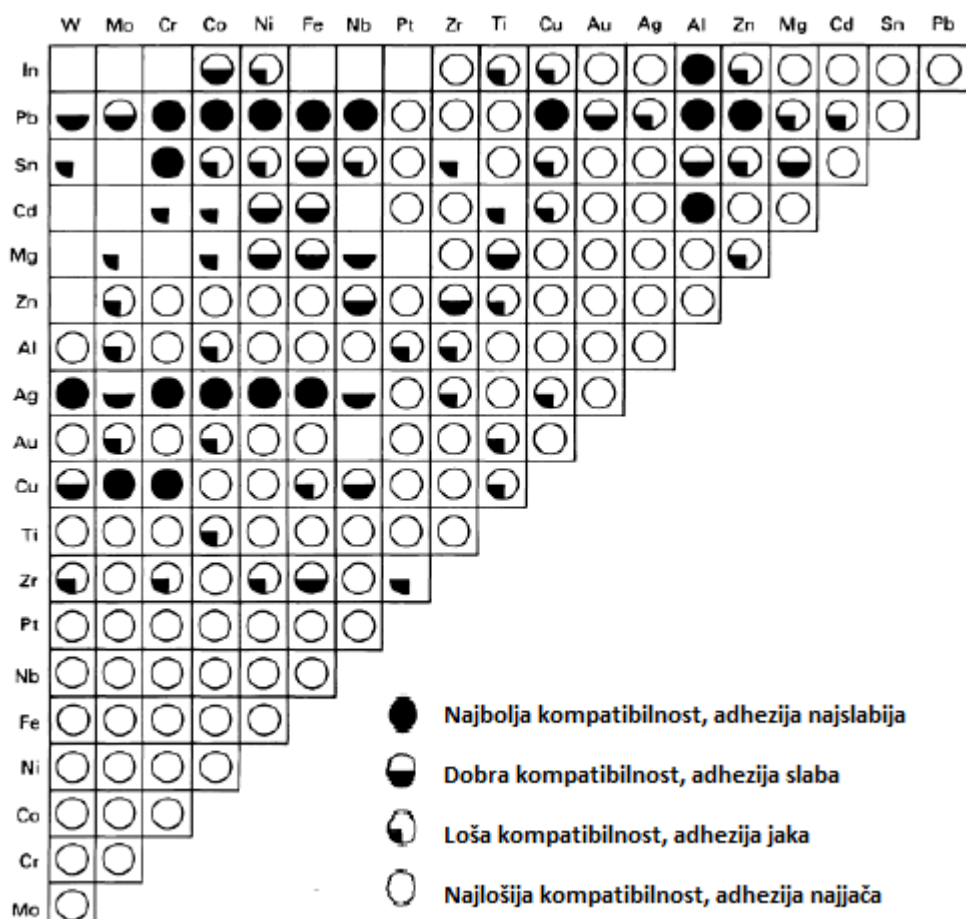 W Mo Cr Co Ni Fe Nb Pt Zr Ti Cu Au Ag Al Zn Mg Cd Sn Pb
In
Pb
Sn
Cd
Mg
Zn
Al
Ag
Au
Cu
Ti
Zr
Pt
Nb
Fe
Ni
Co
Cr
Mo
Najbolja kompatibilnost, adhezija najslabija
Dobra kompatibilnost, adhezija slaba
Loša kompatibilnost, adhezija jaka
Najlošija kompatibilnost, adhezija najjača